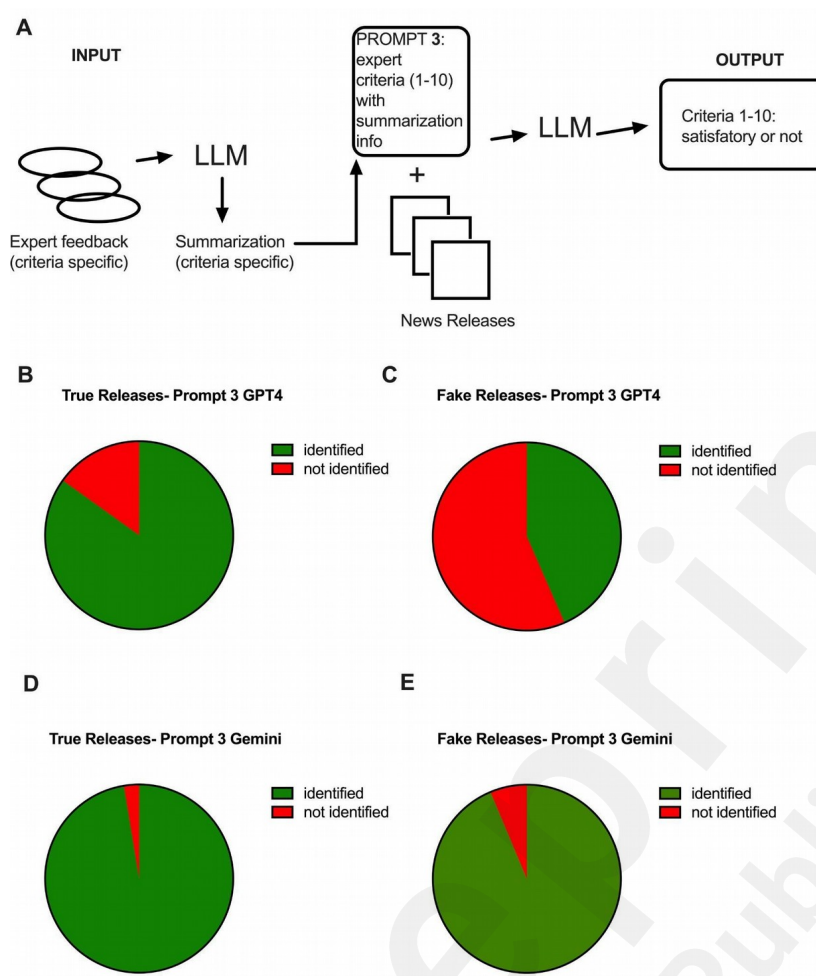 A
INPUT
PROMPT 3:
expert
criteria (1-10)
with
summarization
info
OUTPUT
LLM
LLM
Criteria 1-10:
satisfactory or not
+
Expert feedback
(criteria specific)
Summarization
(criteria specific)
News Releases
B
True Releases- Prompt 3 GPT4
identified
not identified
C
Fake Releases- Prompt 3 GPT4
identified
not identified
D
True Releases- Prompt 3 Gemini
identified
not identified
E
Fake Releases- Prompt 3 Gemini
identified
not identified
eprin
Publi